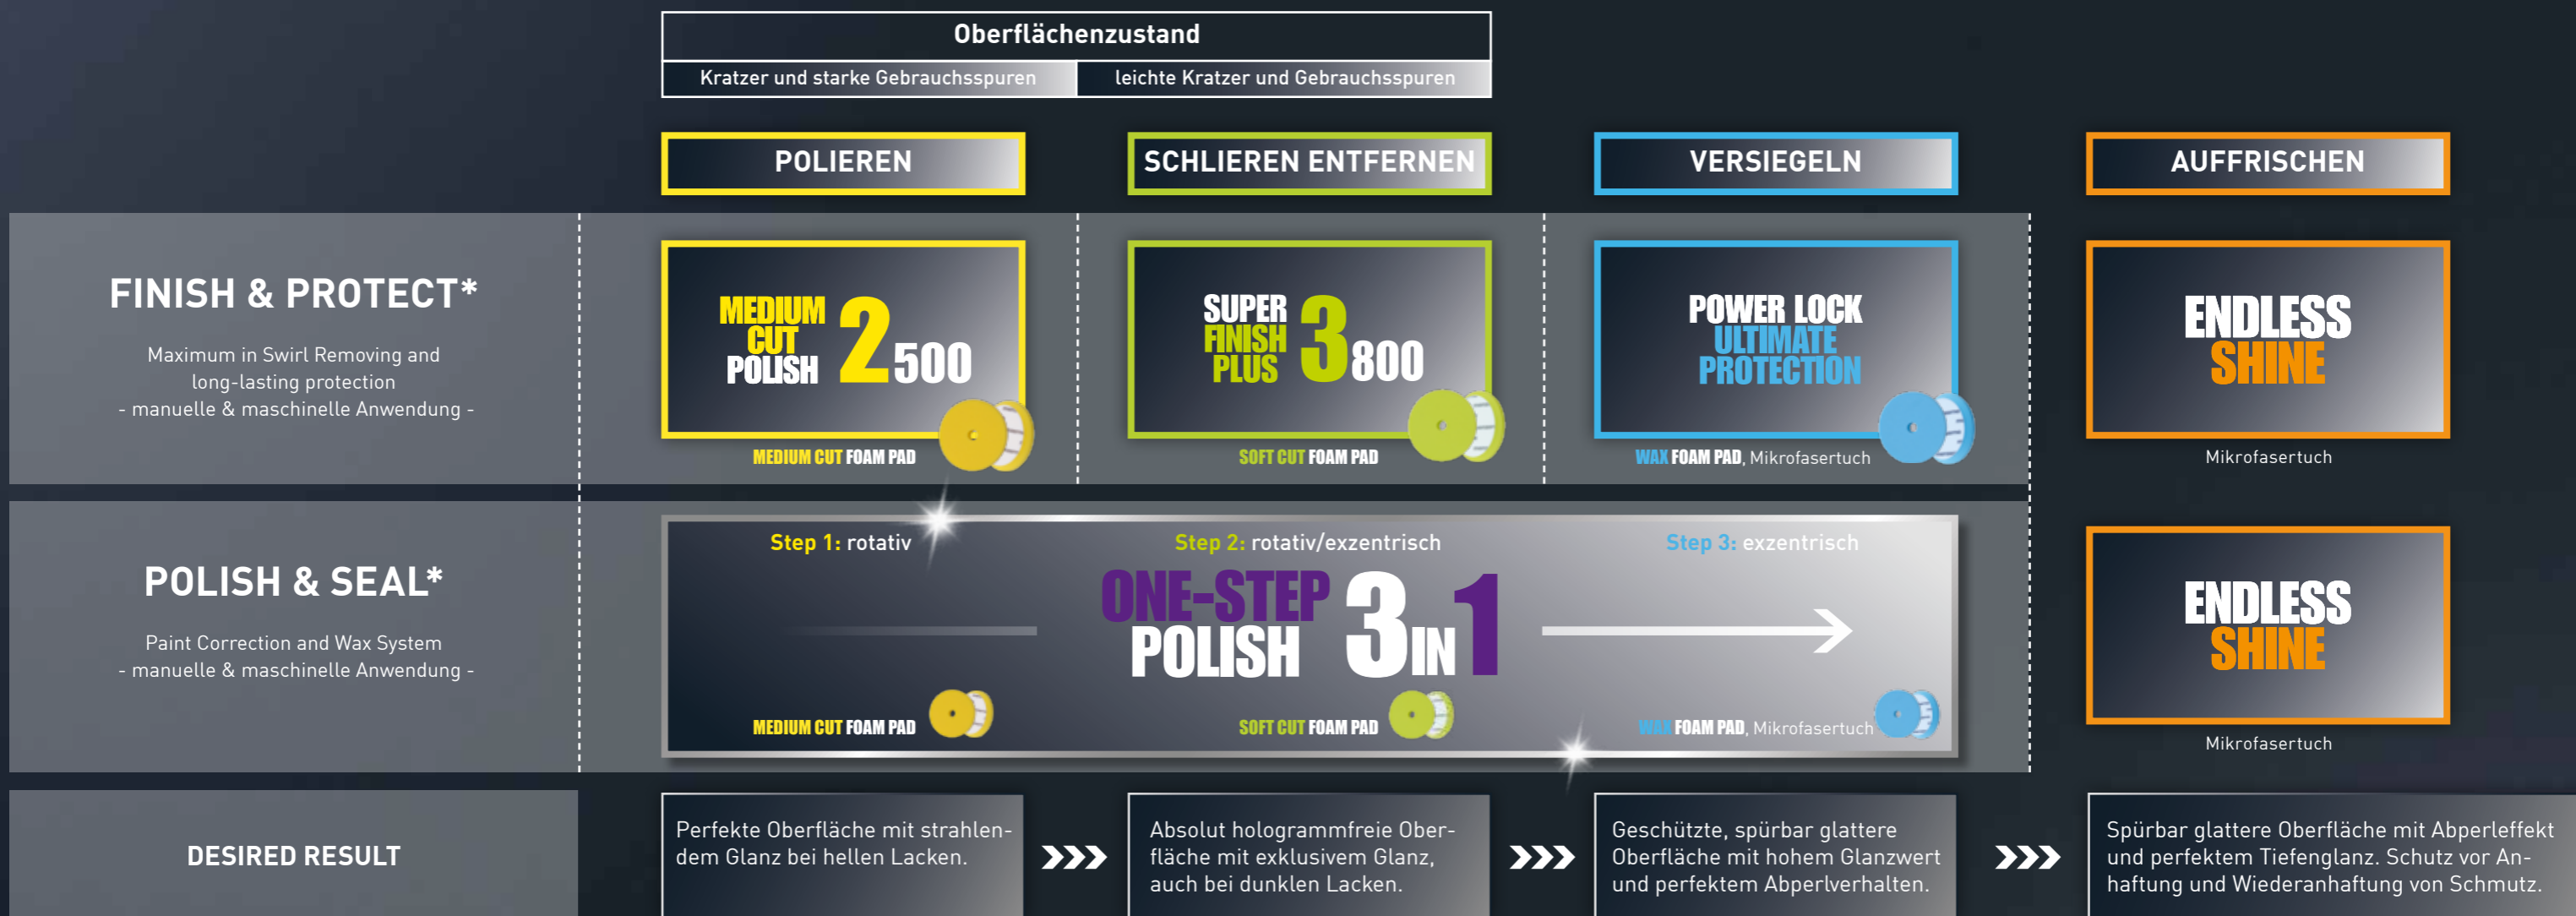 Oberflächenzustand
Kratzer und starke Gebrauchsspuren
leichte Kratzer und Gebrauchsspuren
POLIEREN
SCHLIEREN ENTFERNEN
VERSIEGELN
AUFFRISCHEN
FINISH & PROTECT*
Maximum in Swirl Removing and
long-lasting protection
- manuelle & maschinelle Anwendung -
MEDIUM
CUT
POLISH
2500
MEDIUM CUT FOAM PAD
SUPER
FINISH
PLUS
3800
SOFT CUT FOAM PAD
POWER LOCK
ULTIMATE
PROTECTION
WAX FOAM PAD, Mikrofasertuch
ENDLESS
SHINE
Mikrofasertuch
POLISH & SEAL*
Paint Correction and Wax System
- manuelle & maschinelle Anwendung -
Step 1: rotativ
Step 2: rotativ/exzentrisch
Step 3: exzentrisch
ONE-STEP
POLISH
3IN1
MEDIUM CUT FOAM PAD
SOFT CUT FOAM PAD
WAX FOAM PAD, Mikrofasertuch
ENDLESS
SHINE
Mikrofasertuch
DESIRED RESULT
Perfekte Oberfläche mit strahlen-
dem Glanz bei hellen Lacken.
Absolut hologrammfreie Ober-
fläche mit exklusivem Glanz,
auch bei dunklen Lacken.
Geschützte, spürbar glattere
Oberfläche mit hohem Glanzwert
und perfektem Abperlverhalten.
Spürbar glattere Oberfläche mit Abperleffekt
und perfektem Tiefenglanz. Schutz vor An-
haftung und Wiederanhaftung von Schmutz.